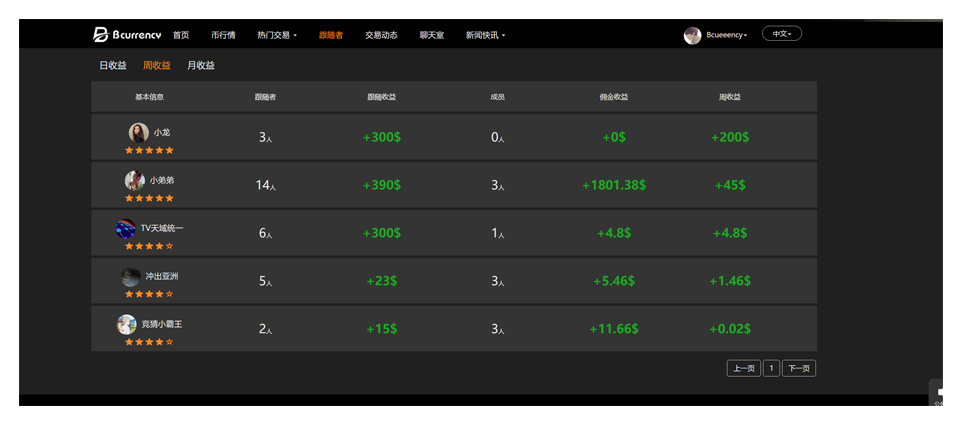 Bcurrency 首页 币行情 热门交易 跟随者 交易动态 聊天室 新闻快讯 Bcueeency 中文
日收益 周收益 月收益
基本信息 跟随者 跟随收益 成员 佣金收益 周收益
小龙 3人 +300$ 0人 +0$ +200$
小弟弟 14人 +390$ 3人 +1801.38$ +45$
TV天域统一 6人 +300$ 1人 +4.8$ +4.8$
冲出亚洲 5人 +23$ 3人 +5.46$ +1.46$
竞猜小霸王 2人 +15$ 3人 +11.66$ +0.02$
上一页 1 下一页